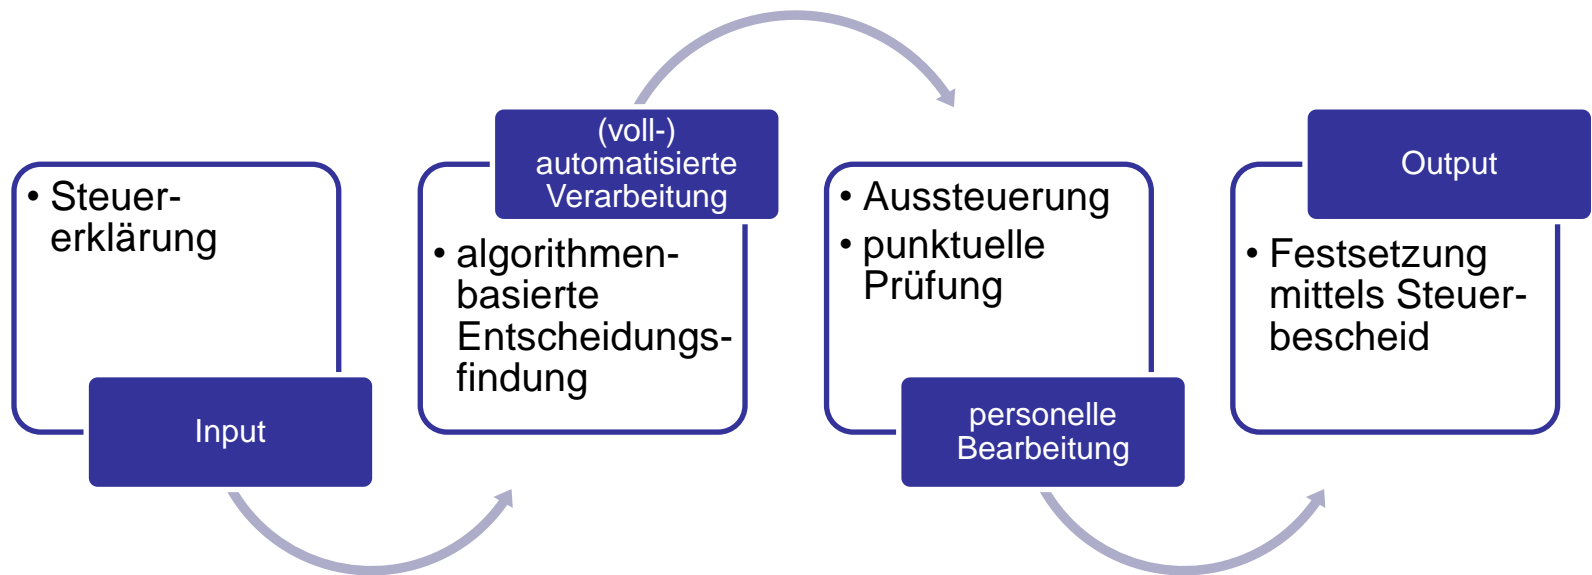 • Steuer-
erklärung
Input
(voll-)
automatisierte
Verarbeitung
• algorithmen-
basierte
Entscheidungs-
findung
• Aussteuerung
• punktuelle
Prüfung
personelle
Bearbeitung
Output
• Festsetzung
mittels Steuer-
bescheid